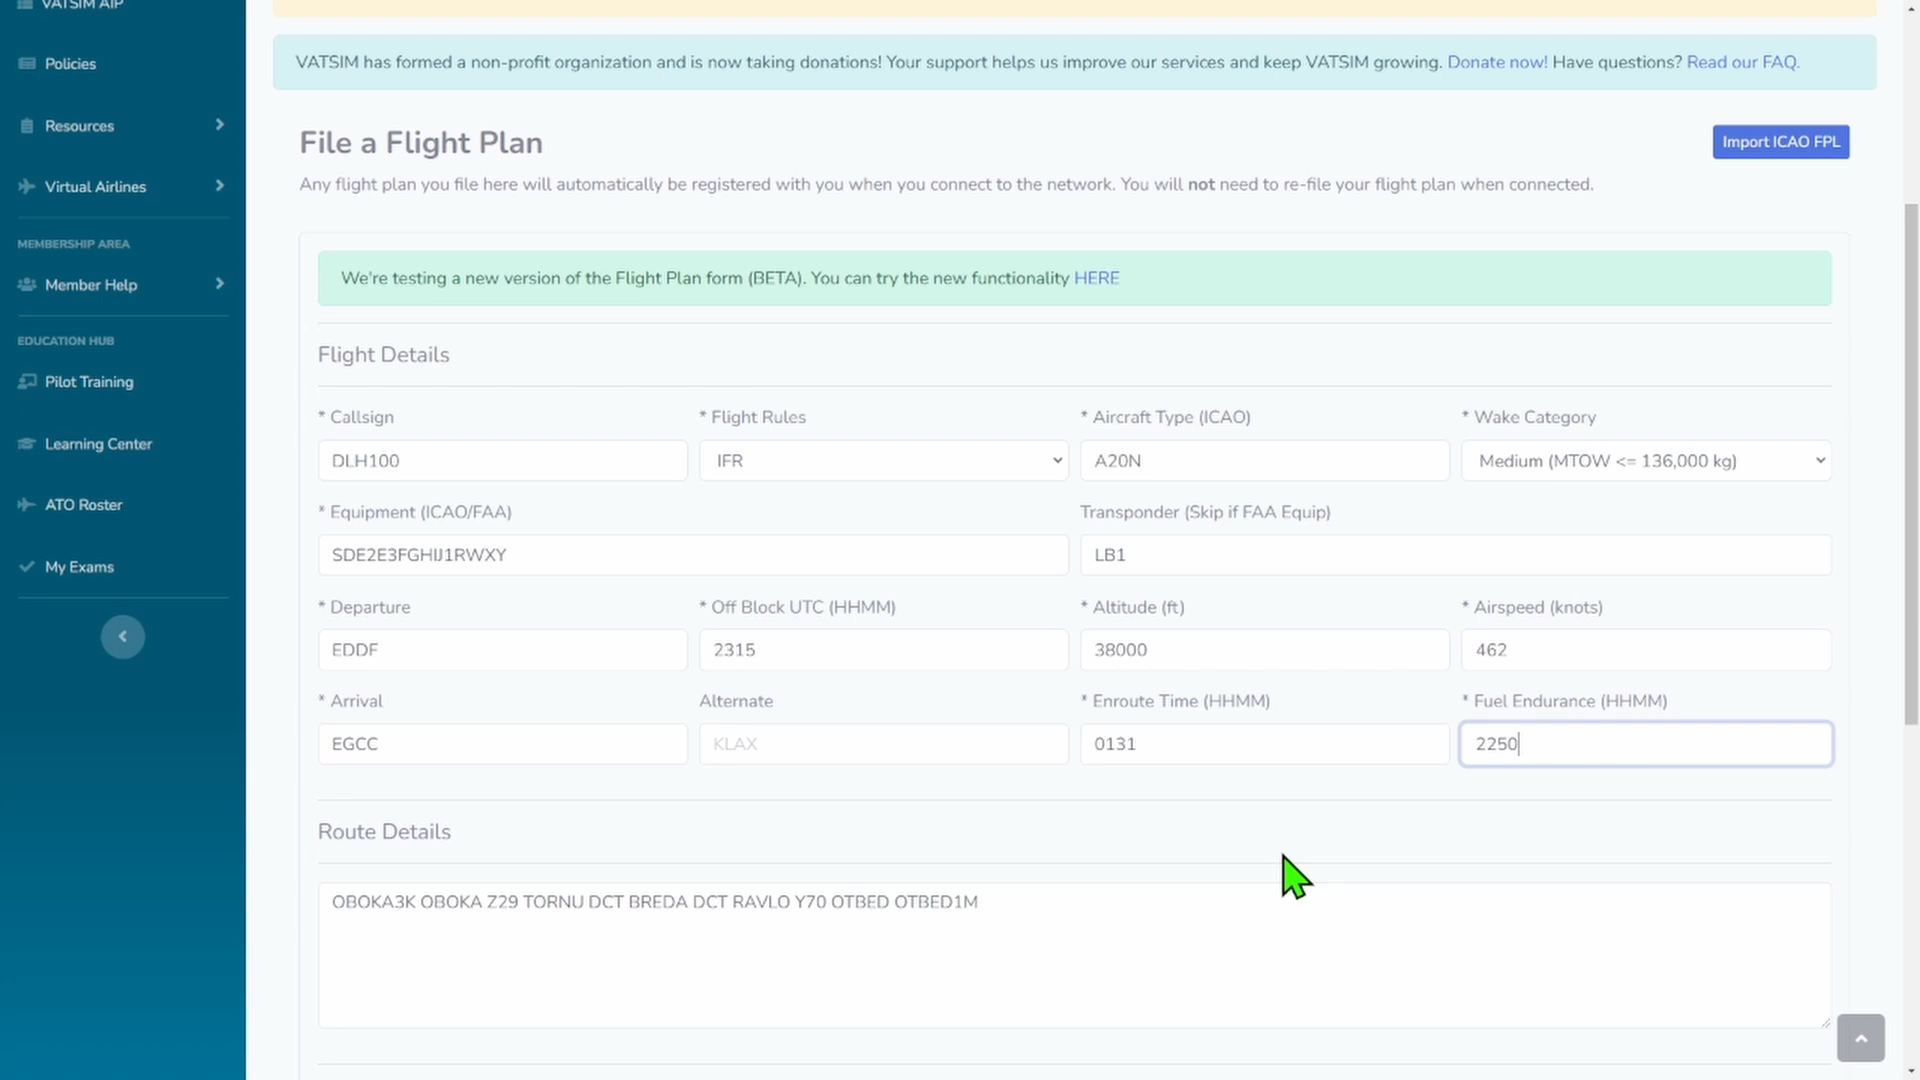 VATSIM AIP
Policies
Resources
Virtual Airlines
MEMBERSHIP AREA
Member Help
EDUCATION HUB
Pilot Training
Learning Center
ATO Roster
My Exams
VATSIM has formed a non-profit organization and is now taking donations! Your support helps us improve our services and keep VATSIM growing. Donate now! Have questions? Read our FAQ.
File a Flight Plan
Import ICAO FPL
Any flight plan you file here will automatically be registered with you when you connect to the network. You will not need to re-file your flight plan when connected.
We're testing a new version of the Flight Plan form (BETA). You can try the new functionality HERE
Flight Details
* Callsign * Flight Rules * Aircraft Type (ICAO) * Wake Category
DLH100 IFR A20N Medium (MTOW <= 136,000 kg)
* Equipment (ICAO/FAA) Transponder (Skip if FAA Equip)
SDE2E3FGHIJ1RWXY LB1
* Departure * Off Block UTC (HHMM) * Altitude (ft) * Airspeed (knots)
EDDF 2315 38000 462
* Arrival Alternate * Enroute Time (HHMM) * Fuel Endurance (HHMM)
EGCC KLAX 0131 2250
Route Details
OBOKA3K OBOKA Z29 TORNU DCT BREDA DCT RAVLO Y70 OTBED OTBED1M